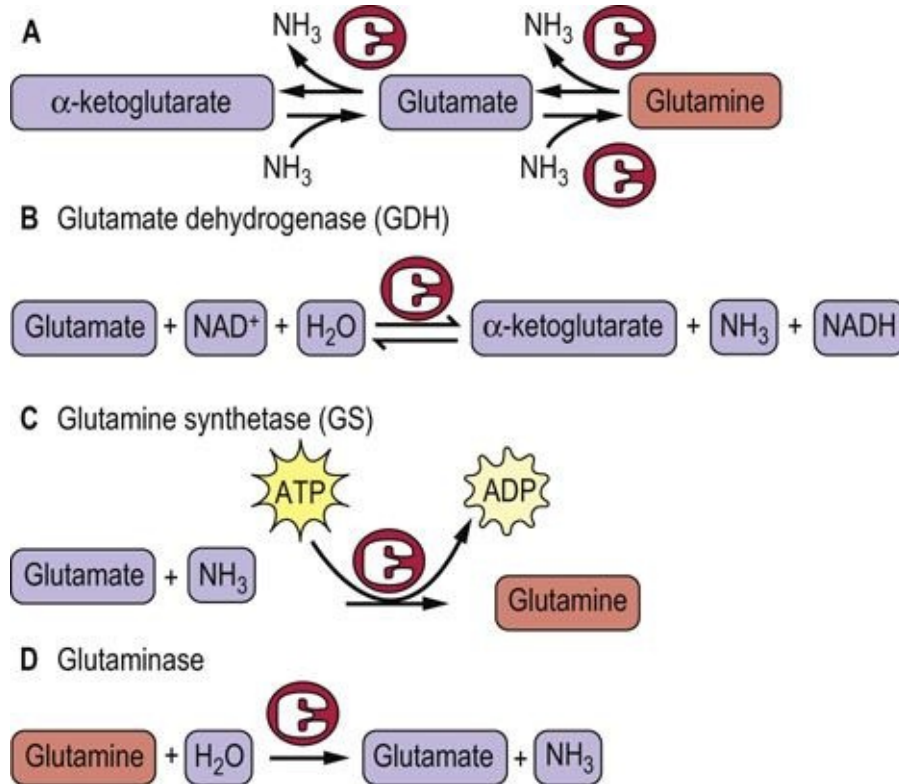 A
NH₃ NH₃
α-ketoglutarate Glutamate Glutamine
NH₃ NH₃
B Glutamate dehydrogenase (GDH)
Glutamate + NAD⁺ + H₂O α-ketoglutarate + NH₃ + NADH
C Glutamine synthetase (GS)
ATP ADP
Glutamate + NH₃
Glutamine
D Glutaminase
Glutamine + H₂O Glutamate + NH₃